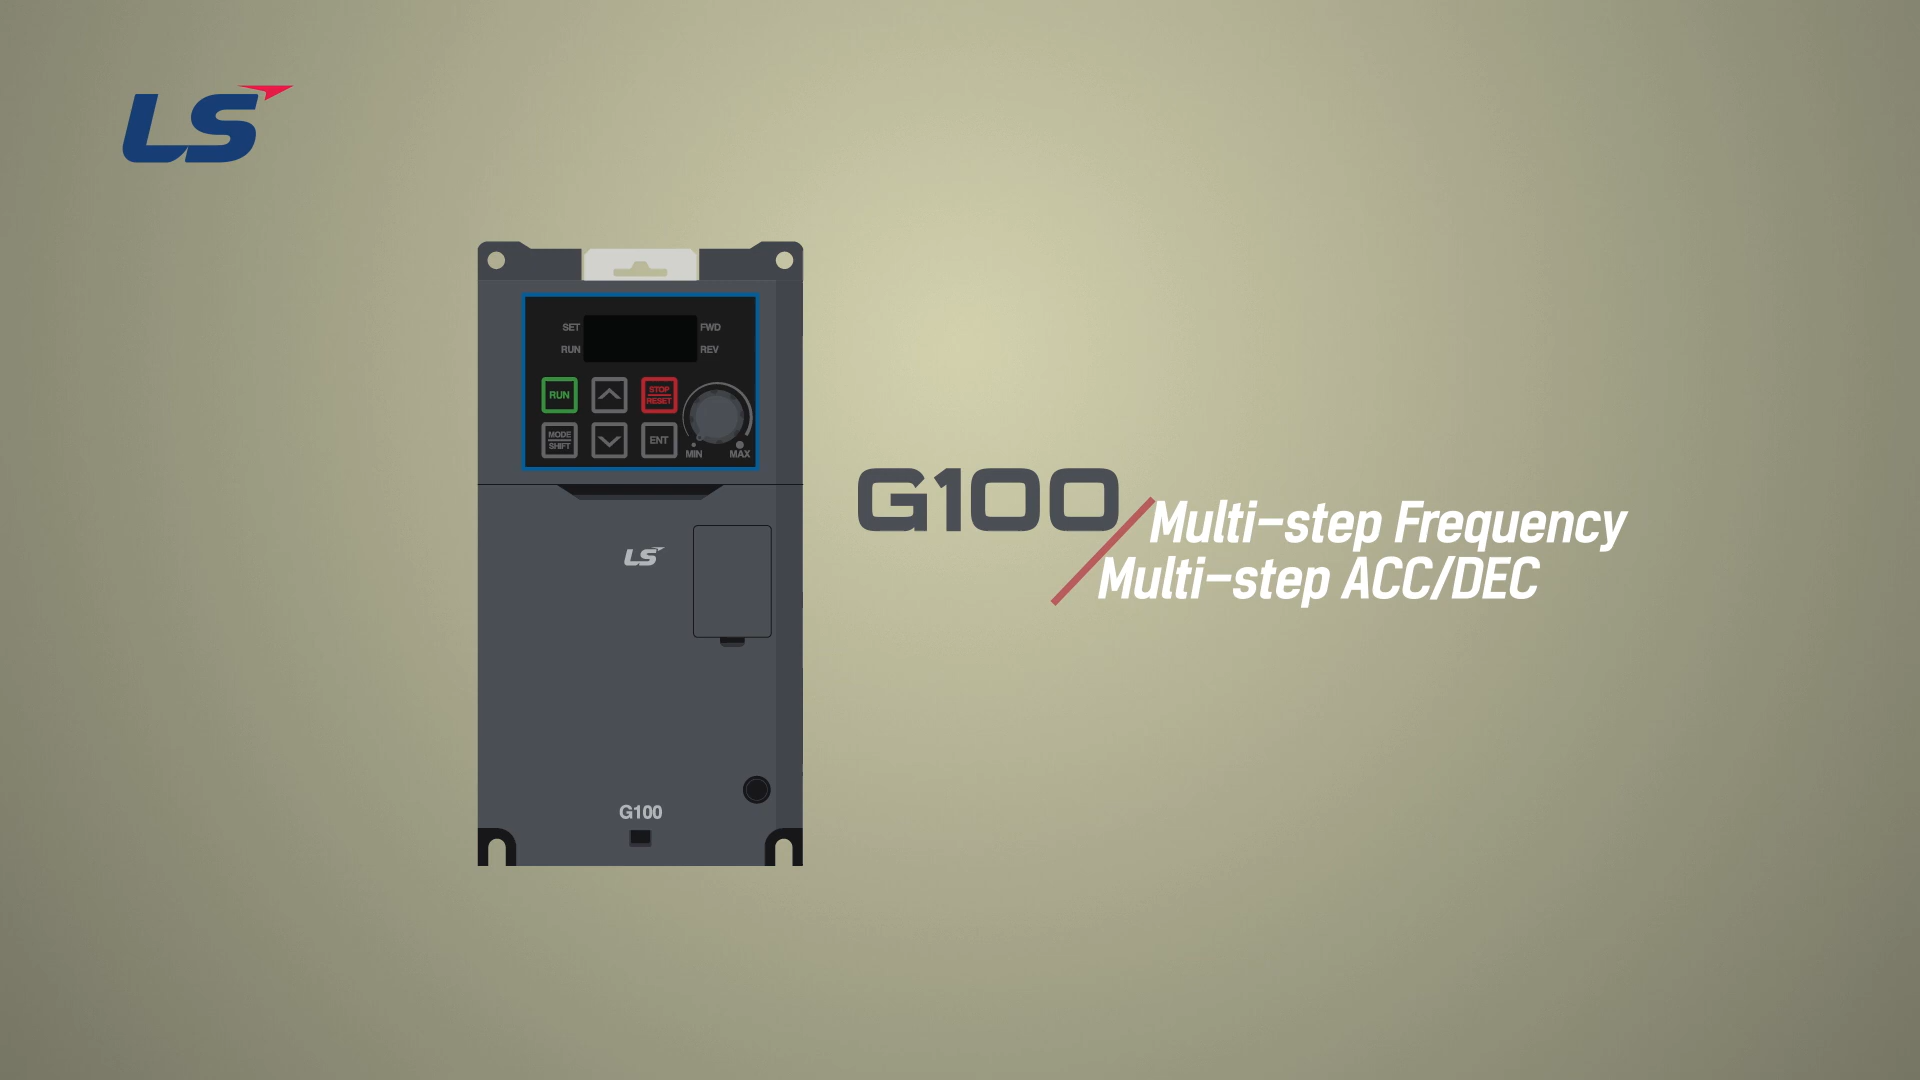 LS
SET
FWD
RUN
REV
RUN
STOP
RESET
MODE
SHIFT
ENT
MIN
MAX
G100
Multi-step Frequency
Multi-step ACC/DEC
LS
G100